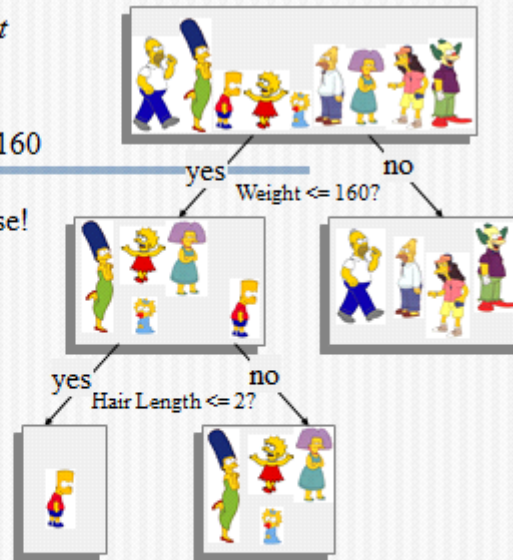 160
yes
no
Weight <= 160?
se!
yes
no
Hair Length <= 2?